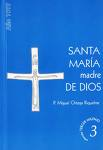 SANTA
MARÍA
madre
DE DIOS
P. Miguel Ortega Riquelme
3